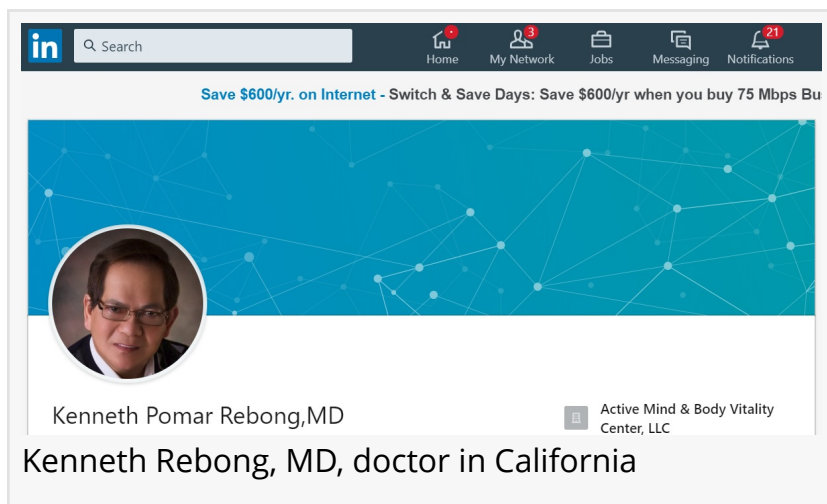 in
Search
3
21
Home
My Network
Jobs
Messaging
Notifications
Save $600/yr. on Internet - Switch & Save Days: Save $600/yr when you buy 75 Mbps
Kenneth Pomar Rebong,MD
Active Mind & Body Vitality
Center, LLC
Kenneth Rebong, MD, doctor in California